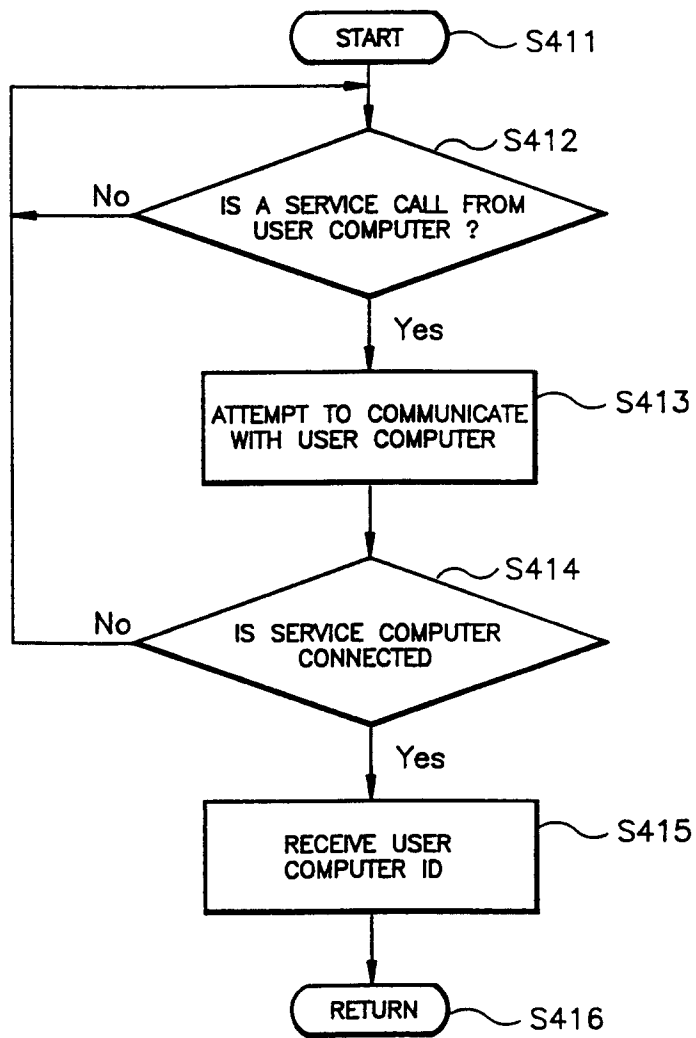 START
S411
S412
No
IS A SERVICE CALL FROM
USER COMPUTER ?
Yes
ATTEMPT TO COMMUNICATE
WITH USER COMPUTER
S413
S414
No
IS SERVICE COMPUTER
CONNECTED
Yes
RECEIVE USER
COMPUTER ID
S415
RETURN
S416